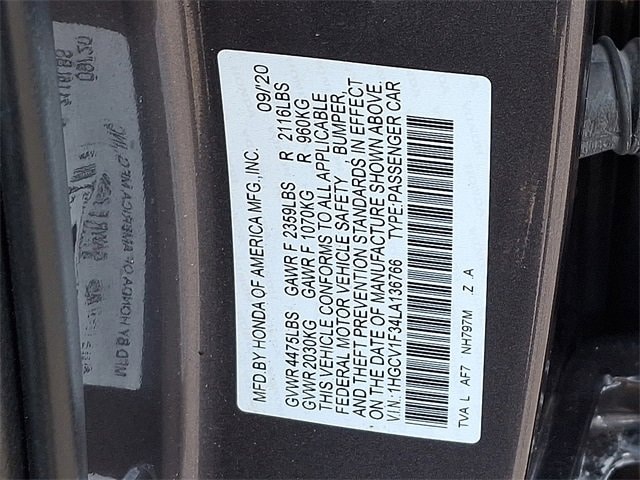 MFD.BY HONDA OF AMERICA MFG.,INC. 09/'20
GVWR 4475LBS GAWR F 2359LBS R 2116LBS
GVWR 2030KG GAWR F 1070KG R 960KG
THIS VEHICLE CONFORMS TO ALL APPLICABLE
FEDERAL MOTOR VEHICLE SAFETY , BUMPER,
AND THEFT PREVENTION STANDARDS IN EFFECT
ON THE DATE OF MANUFACTURE SHOWN ABOVE.
V.I.N.:1HGCV1F34LA136766 TYPE:PASSENGER CAR
TVA L AF7 NH797M .Z A